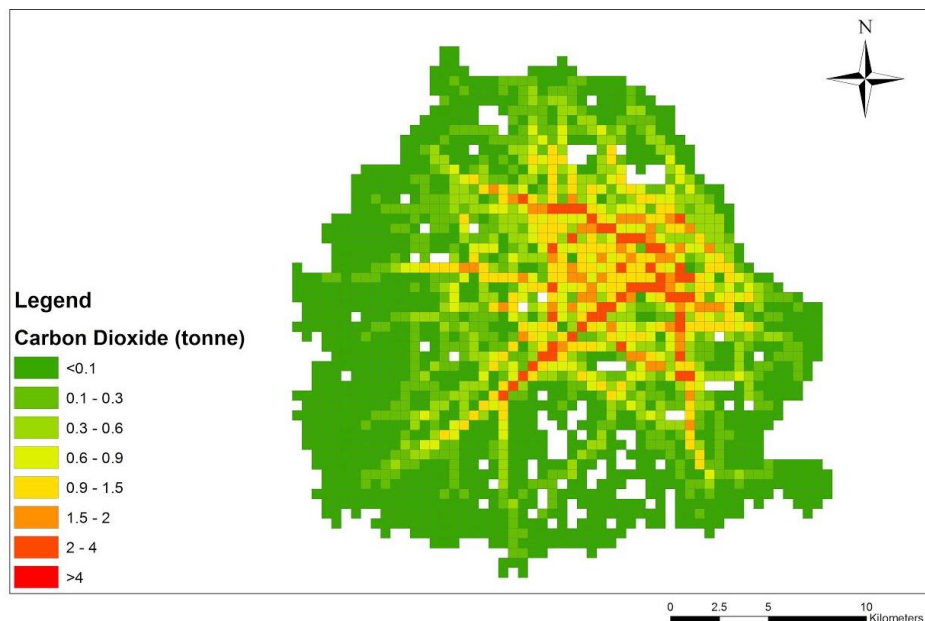 N
Legend
Carbon Dioxide (tonne)
<0.1
0.1 - 0.3
0.3 - 0.6
0.6 - 0.9
0.9 - 1.5
1.5 - 2
2 - 4
>4
0 2.5 5 10
Kilometers